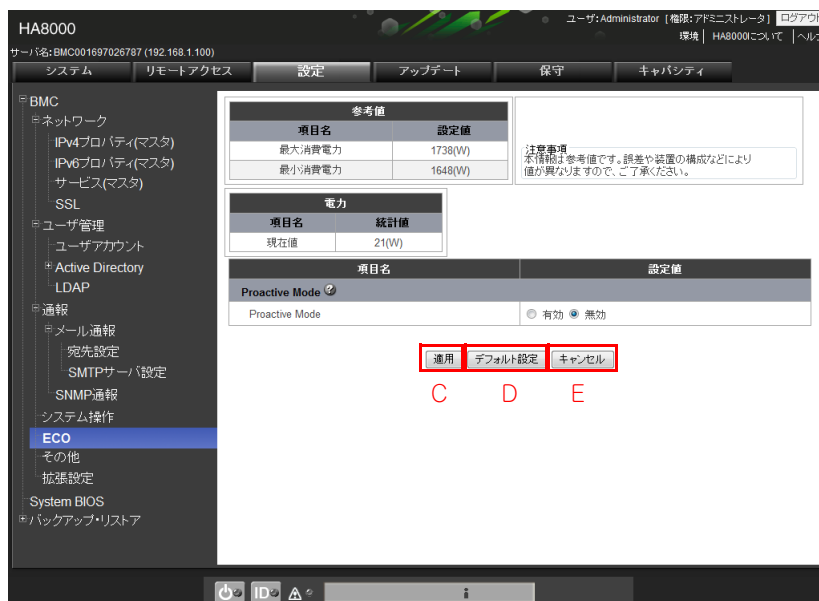 HA8000
ユーザ:Administrator [権限:アドミニストレータ] ログアウト
環境 | HA8000について | ヘル
サーバ名:BMC001697026787 (192.168.1.100)
システム リモートアクセス 設定 アップデート 保守 キャパシティ
BMC
ネットワーク
IPv4プロパティ(マスタ)
IPv6プロパティ(マスタ)
サービス(マスタ)
SSL
ユーザ管理
ユーザアカウント
Active Directory
LDAP
通報
メール通報
宛先設定
SMTPサーバ設定
SNMP通報
システム操作
ECO
その他
拡張設定
System BIOS
バックアップ・リストア
参考値
項目名 設定値
最大消費電力 1738(W)
最小消費電力 1648(W)
注意事項
本情報は参考値です。誤差や装置の構成などにより
値が異なりますので、ご了承ください。
電力
項目名 統計値
現在値 21(W)
項目名 設定値
Proactive Mode
Proactive Mode 有効 無効
適用 デフォルト設定 キャンセル
C D E
ID
i